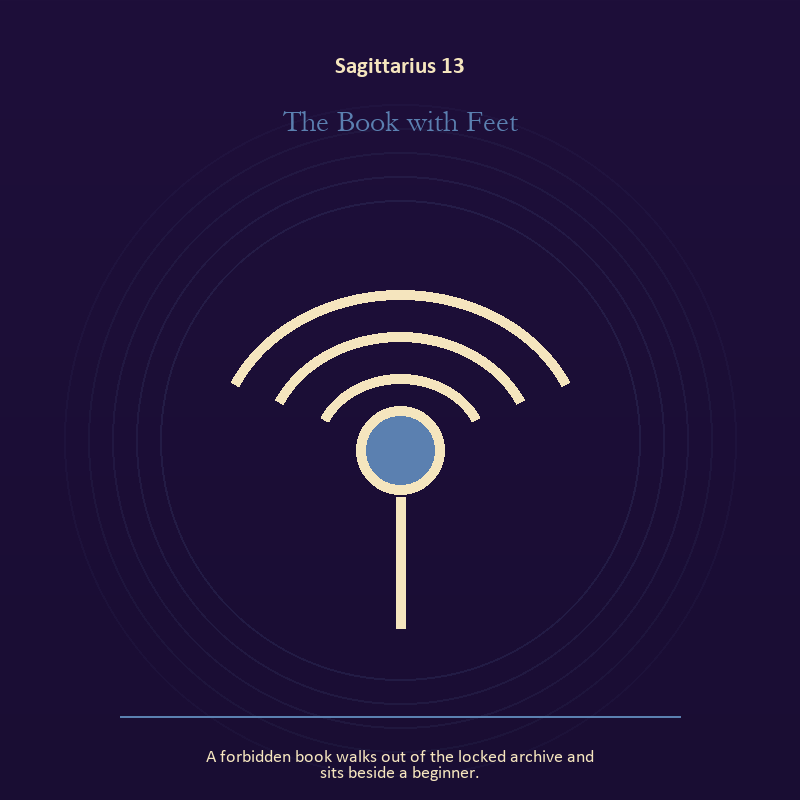 Sagittarius 13
The Book with Feet
A forbidden book walks out of the locked archive and
sits beside a beginner.